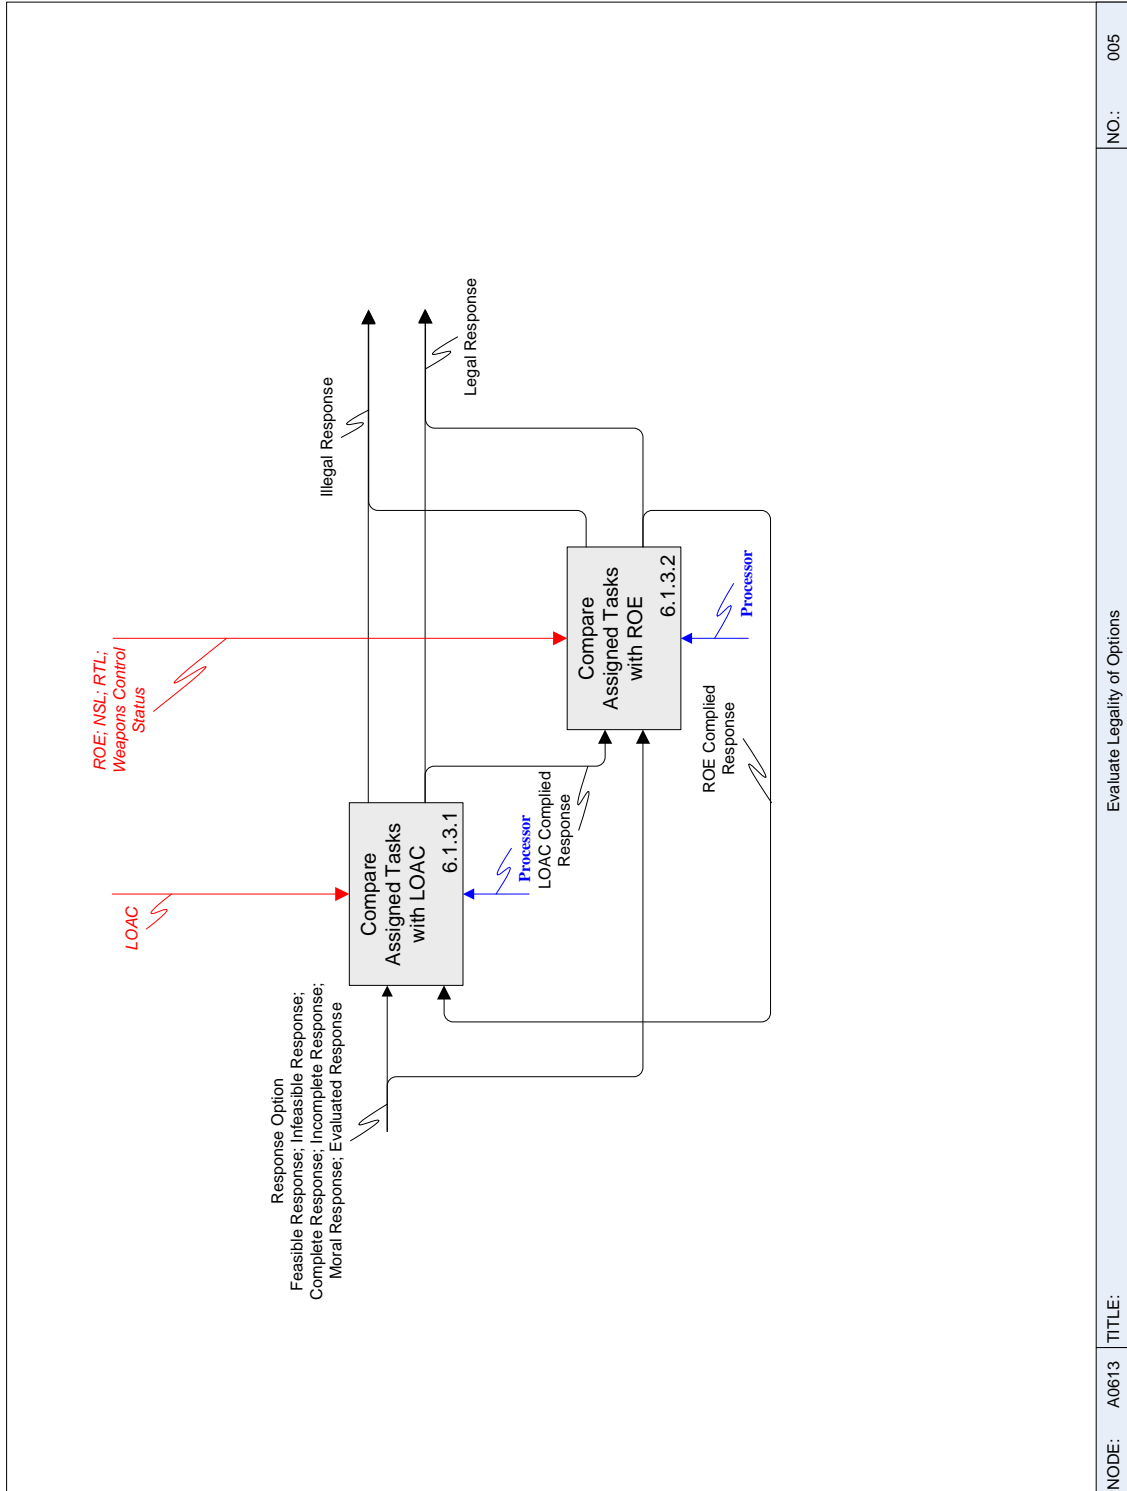 LOAC
ROE; NSL; RTL;
Weapons Control
Status
Response Option
Feasible Response; Infeasible Response;
Complete Response; Incomplete Response;
Moral Response; Evaluated Response
Compare
Assigned Tasks
with LOAC
6.1.3.1
Processor
LOAC Complied
Response
Compare
Assigned Tasks
with ROE
6.1.3.2
Processor
ROE Complied
Response
Illegal Response
Legal Response
NODE: A0613 TITLE: Evaluate Legality of Options NO.: 005